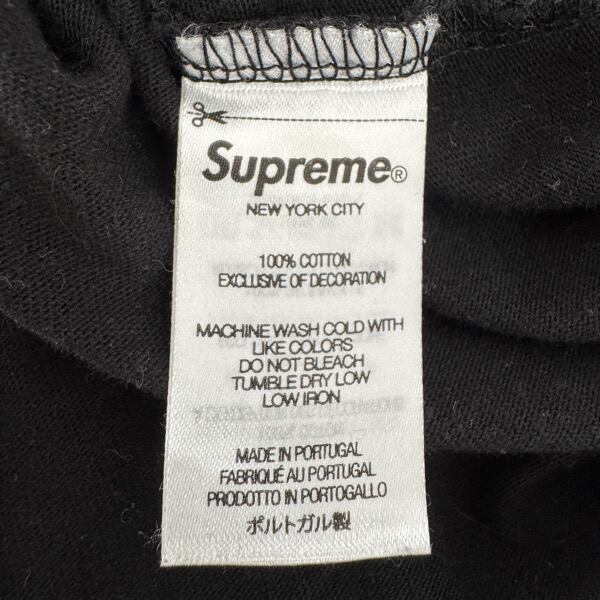 Supreme®
NEW YORK CITY
100% COTTON
EXCLUSIVE OF DECORATION
MACHINE WASH COLD WITH
LIKE COLORS
DO NOT BLEACH
TUMBLE DRY LOW
LOW IRON
MADE IN PORTUGAL
FABRIQUÉ AU PORTUGAL
PRODOTTO IN PORTOGALLO
ポルトガル製